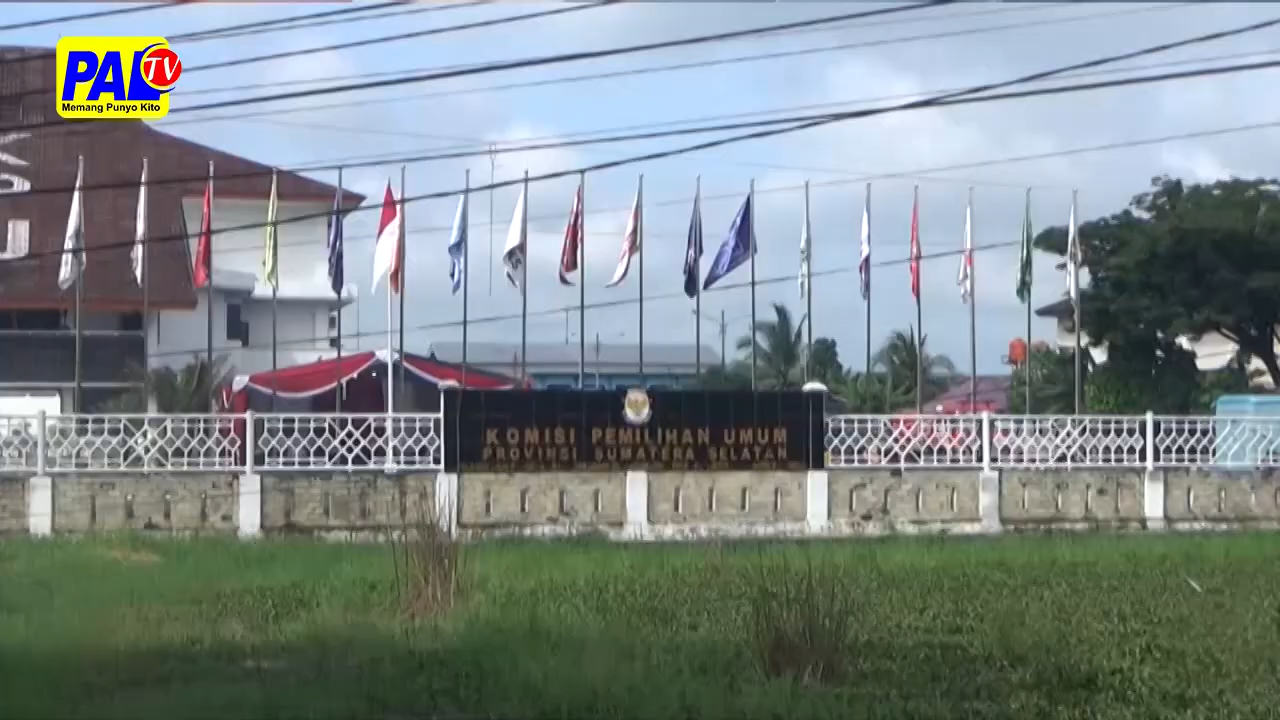 PAL TV
Memang Punyo Kito
KOMISI PEMILIHAN UMUM
PROVINSI SUMATERA SELATAN